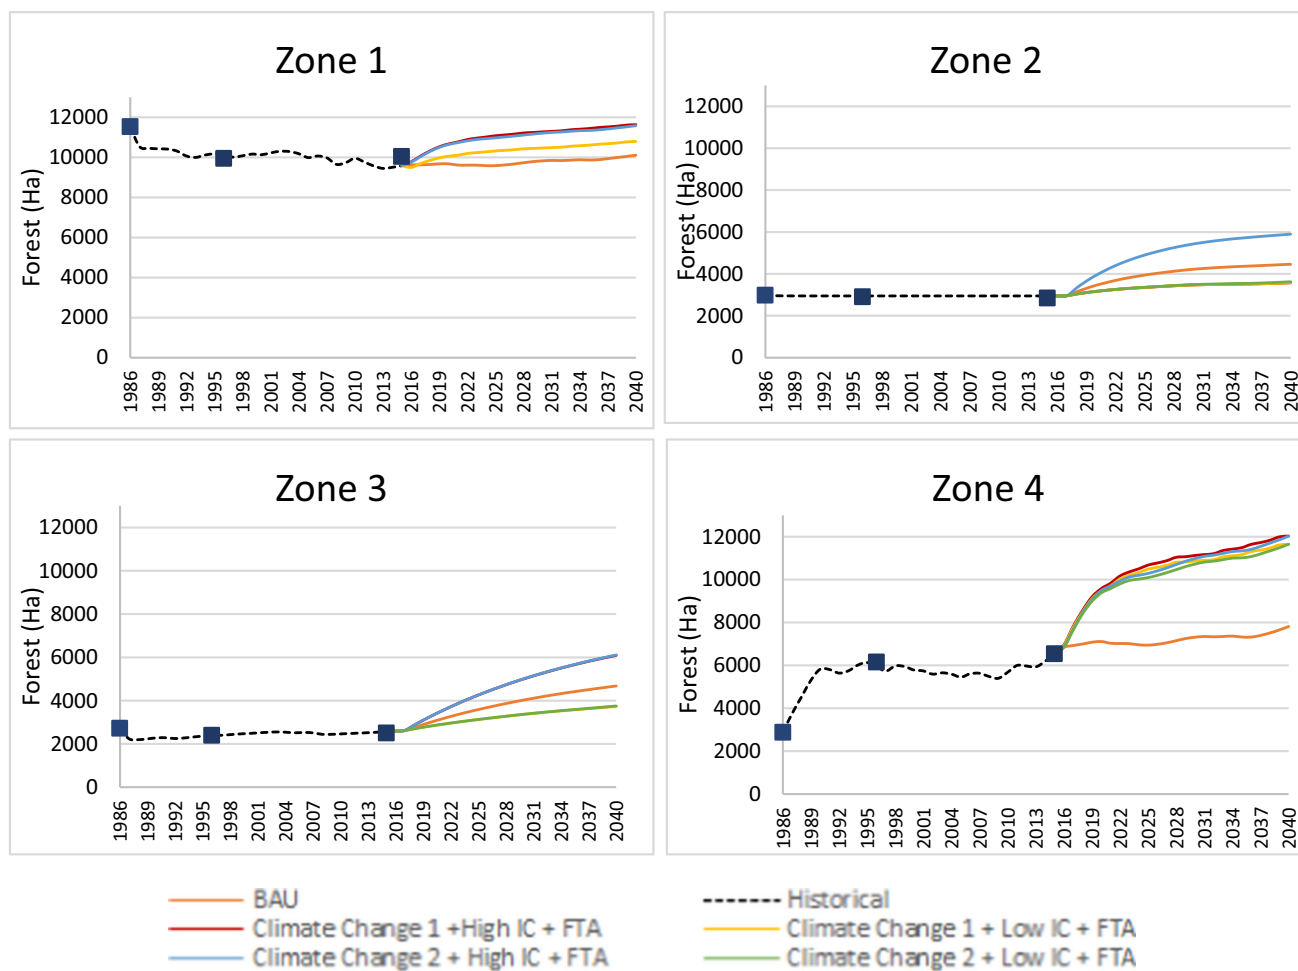 Zone 1
12000
10000
8000
6000
4000
2000
0
Forest (Ha)
1986 1989 1992 1995 1998 2001 2004 2007 2010 2013 2016 2019 2022 2025 2028 2031 2034 2037 2040
Zone 2
12000
10000
8000
6000
4000
2000
0
Forest (Ha)
1986 1989 1992 1995 1998 2001 2004 2007 2010 2013 2016 2019 2022 2025 2028 2031 2034 2037 2040
Zone 3
12000
10000
8000
6000
4000
2000
0
Forest (Ha)
1986 1989 1992 1995 1998 2001 2004 2007 2010 2013 2016 2019 2022 2025 2028 2031 2034 2037 2040
Zone 4
12000
10000
8000
6000
4000
2000
0
Forest (Ha)
1986 1989 1992 1995 1998 2001 2004 2007 2010 2013 2016 2019 2022 2025 2028 2031 2034 2037 2040
BAU
Historical
Climate Change 1 +High IC + FTA
Climate Change 1 + Low IC + FTA
Climate Change 2 + High IC + FTA
Climate Change 2 + Low IC + FTA